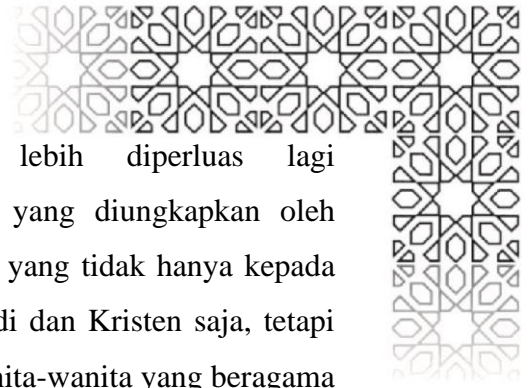 lebih diperluas lagi
yang diungkapkan oleh
yang tidak hanya kepada
di dan Kristen saja, tetapi
nita-wanita yang beragama